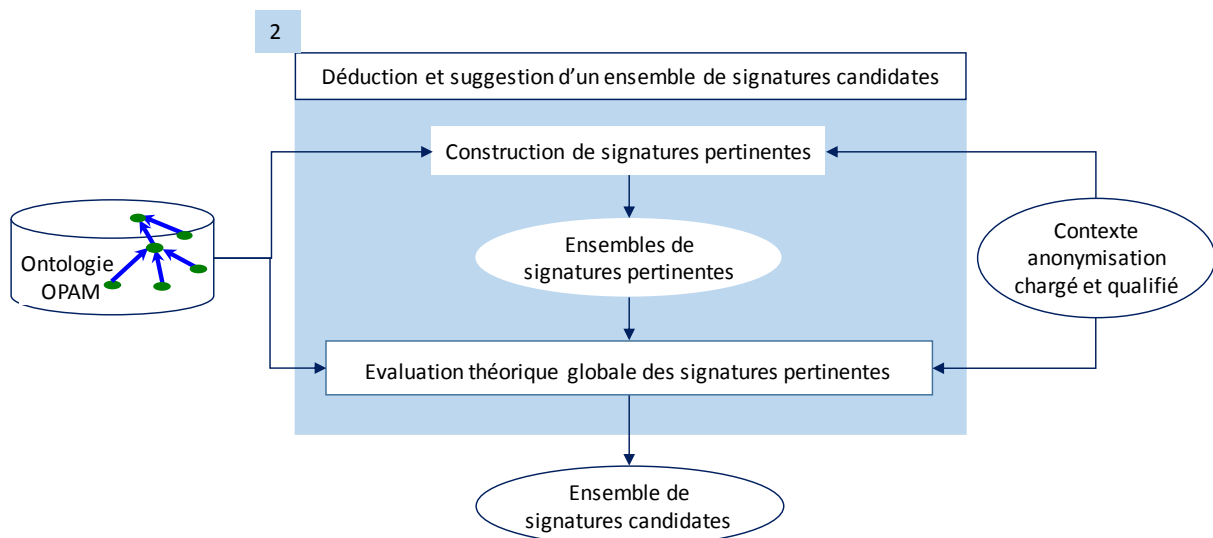 2
Déduction et suggestion d’un ensemble de signatures candidates
Construction de signatures pertinentes
Ontologie
OPAM
Ensembles de
signatures pertinentes
Contexte
anonymisation
chargé et qualifié
Evaluation théorique globale des signatures pertinentes
Ensemble de
signatures candidates